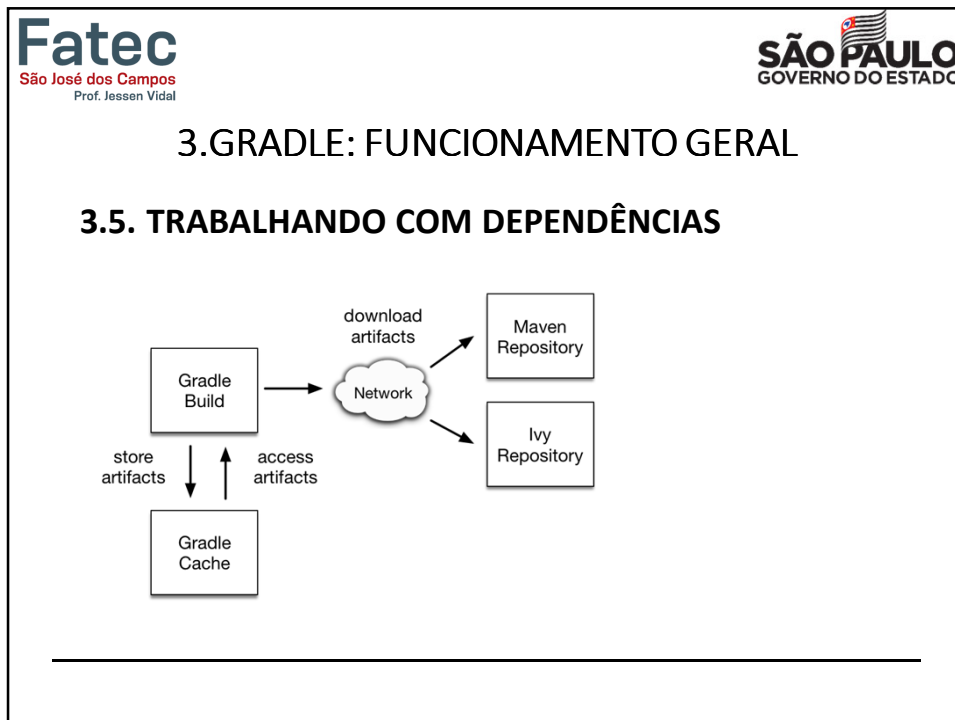 Fatec
São José dos Campos
Prof. Jessen Vidal
SÃO PAULO
GOVERNO DO ESTADO
3.GRADLE: FUNCIONAMENTO GERAL
3.5. TRABALHANDO COM DEPENDÊNCIAS
download
artifacts
Maven
Repository
Gradle
Build
Network
Ivy
Repository
store
artifacts
access
artifacts
Gradle
Cache